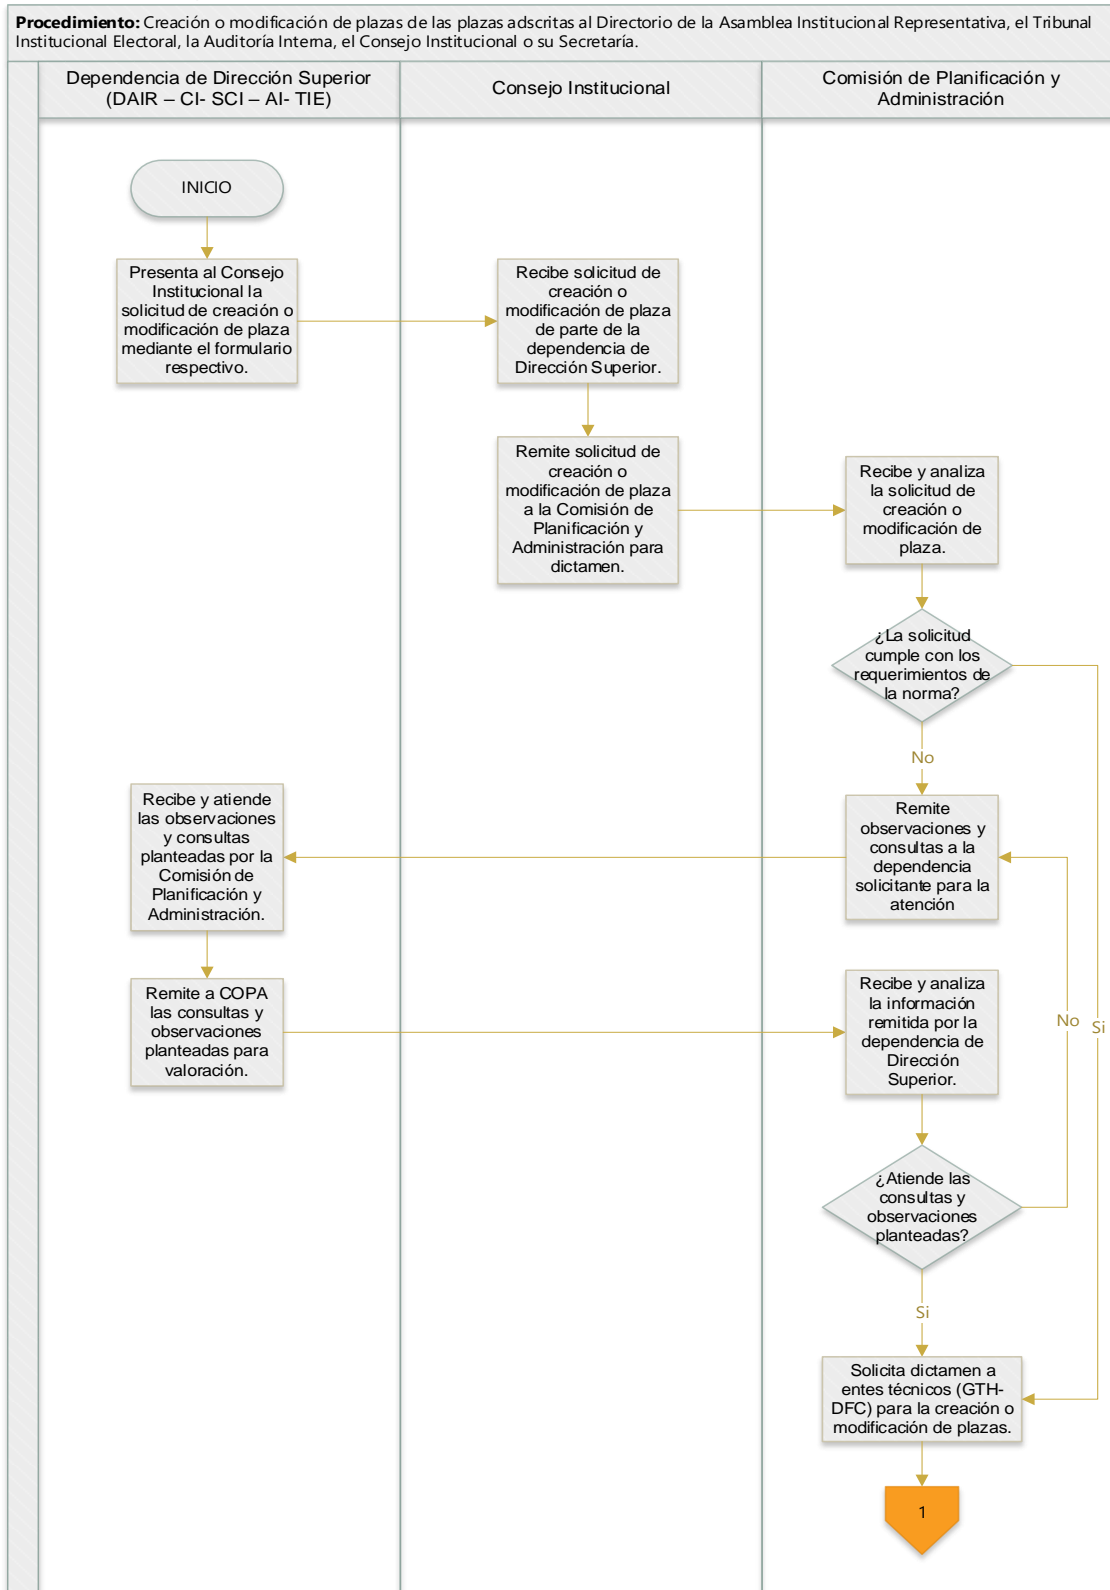 Procedimiento: Creación o modificación de plazas de las plazas adscritas al Directorio de la Asamblea Institucional Representativa, el Tribunal
Institucional Electoral, la Auditoría Interna, el Consejo Institucional o su Secretaría.
Dependencia de Dirección Superior
(DAIR – CI- SCI – AI- TIE)
Consejo Institucional
Comisión de Planificación y
Administración
INICIO
Presenta al Consejo
Institucional la
solicitud de creación o
modificación de plaza
mediante el formulario
respectivo.
Recibe solicitud de
creación o
modificación de plaza
de parte de la
dependencia de
Dirección Superior.
Remite solicitud de
creación o
modificación de plaza
a la Comisión de
Planificación y
Administración para
dictamen.
Recibe y analiza
la solicitud de
creación o
modificación de
plaza.
¿La solicitud
cumple con los
requerimientos de
la norma?
No
Remite
observaciones y
consultas a la
dependencia
solicitante para la
atención
Recibe y atiende
las observaciones
y consultas
planteadas por la
Comisión de
Planificación y
Administración.
Remite a COPA
las consultas y
observaciones
planteadas para
valoración.
Recibe y analiza
la información
remitida por la
dependencia de
Dirección
Superior.
No
Si
¿Atiende las
consultas y
observaciones
planteadas?
Si
Solicita dictamen a
entes técnicos (GTH-
DFC) para la creación o
modificación de plazas.
1